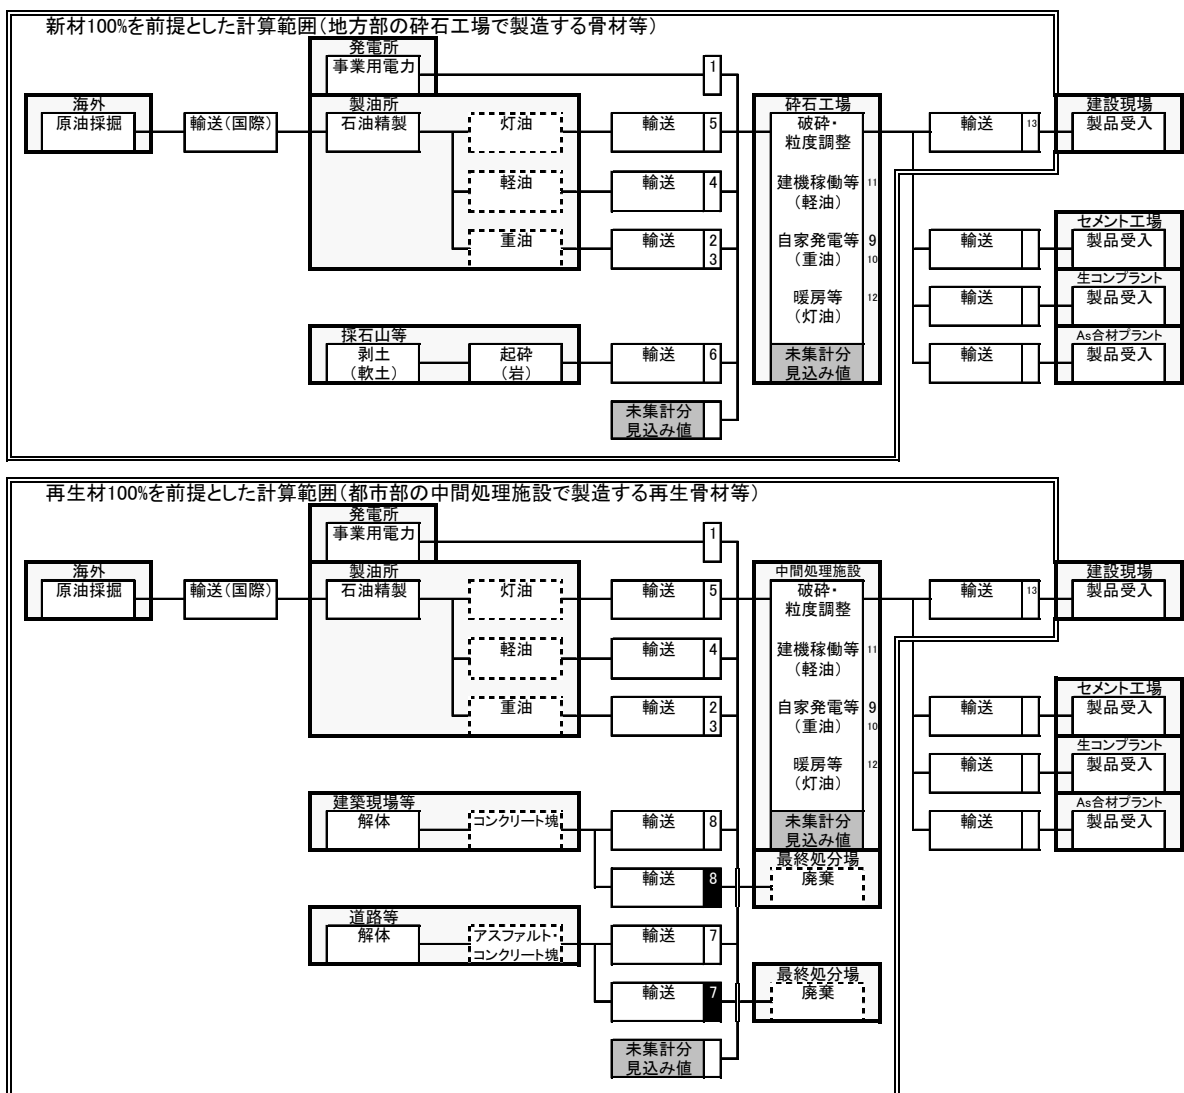 新材100%を前提とした計算範囲(地方部の砕石工場で製造する骨材等)
発電所
事業用電力
1
海外
原油採掘
輸送(国際)
製油所
石油精製
灯油
輸送
5
軽油
輸送
4
重油
輸送
2
3
砕石工場
破砕・
粒度調整
建機稼働等
11
(軽油)
自家発電等
9
(重油)
10
暖房等
12
(灯油)
未集計分
見込み値
輸送
13
建設現場
製品受入
輸送
セメント工場
製品受入
輸送
生コンプラント
製品受入
輸送
As合材プラント
製品受入
採石山等
剥土
(軟土)
起砕
(岩)
輸送
6
未集計分
見込み値
再生材100%を前提とした計算範囲(都市部の中間処理施設で製造する再生骨材等)
発電所
事業用電力
1
海外
原油採掘
輸送(国際)
製油所
石油精製
灯油
輸送
5
軽油
輸送
4
重油
輸送
2
3
中間処理施設
破砕・
粒度調整
建機稼働等
11
(軽油)
自家発電等
9
(重油)
10
暖房等
12
(灯油)
未集計分
見込み値
輸送
13
建設現場
製品受入
輸送
セメント工場
製品受入
輸送
生コンプラント
製品受入
輸送
As合材プラント
製品受入
建築現場等
解体
コンクリート塊
輸送
8
輸送
8
最終処分場
廃棄
道路等
解体
アスファルト・
コンクリート塊
輸送
7
輸送
7
最終処分場
廃棄
未集計分
見込み値